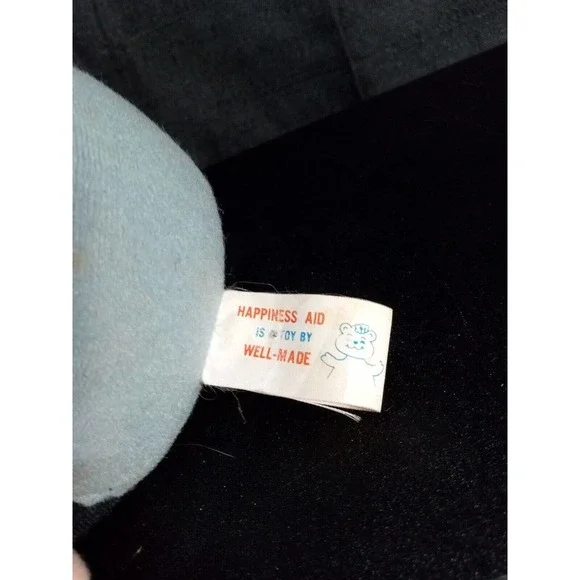 HAPPINESS AID
IS A TOY BY
WELL-MADE